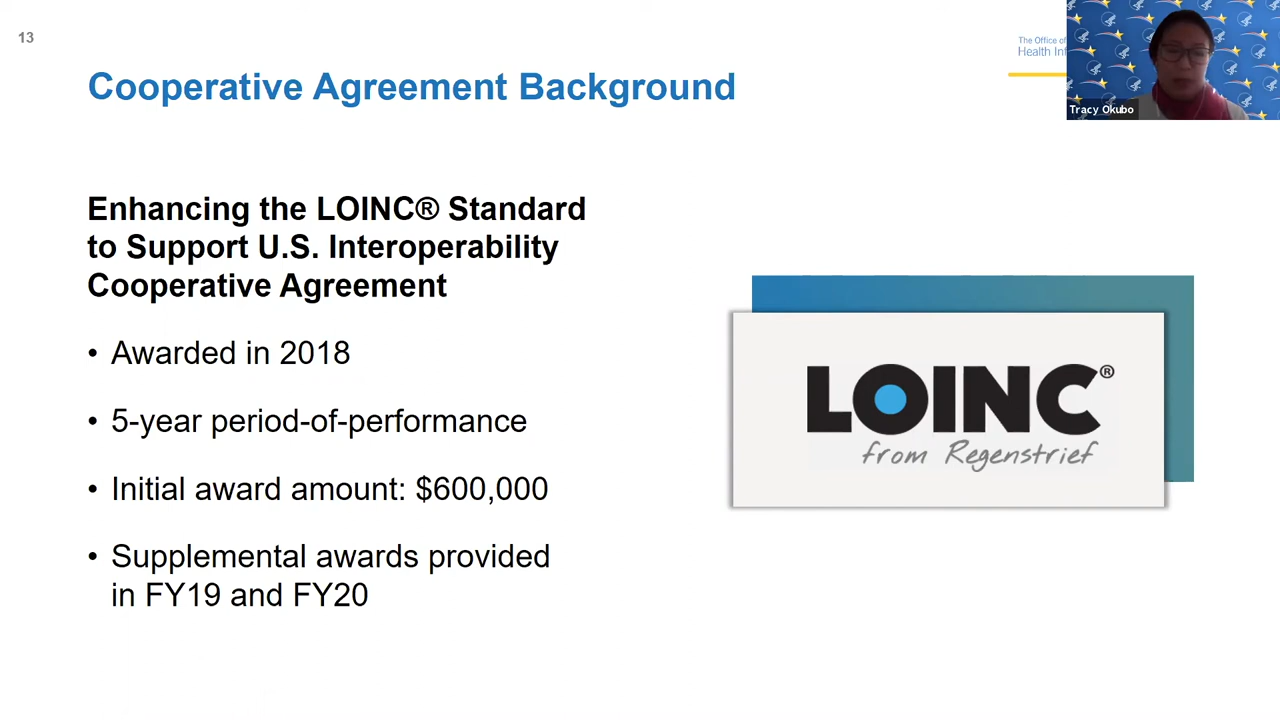 13
The Office of
Health Inf
Cooperative Agreement Background
Tracy Okubo
Enhancing the LOINC® Standard
to Support U.S. Interoperability
Cooperative Agreement
• Awarded in 2018
• 5-year period-of-performance
• Initial award amount: $600,000
• Supplemental awards provided
in FY19 and FY20
LOINC®
from Regenstrief